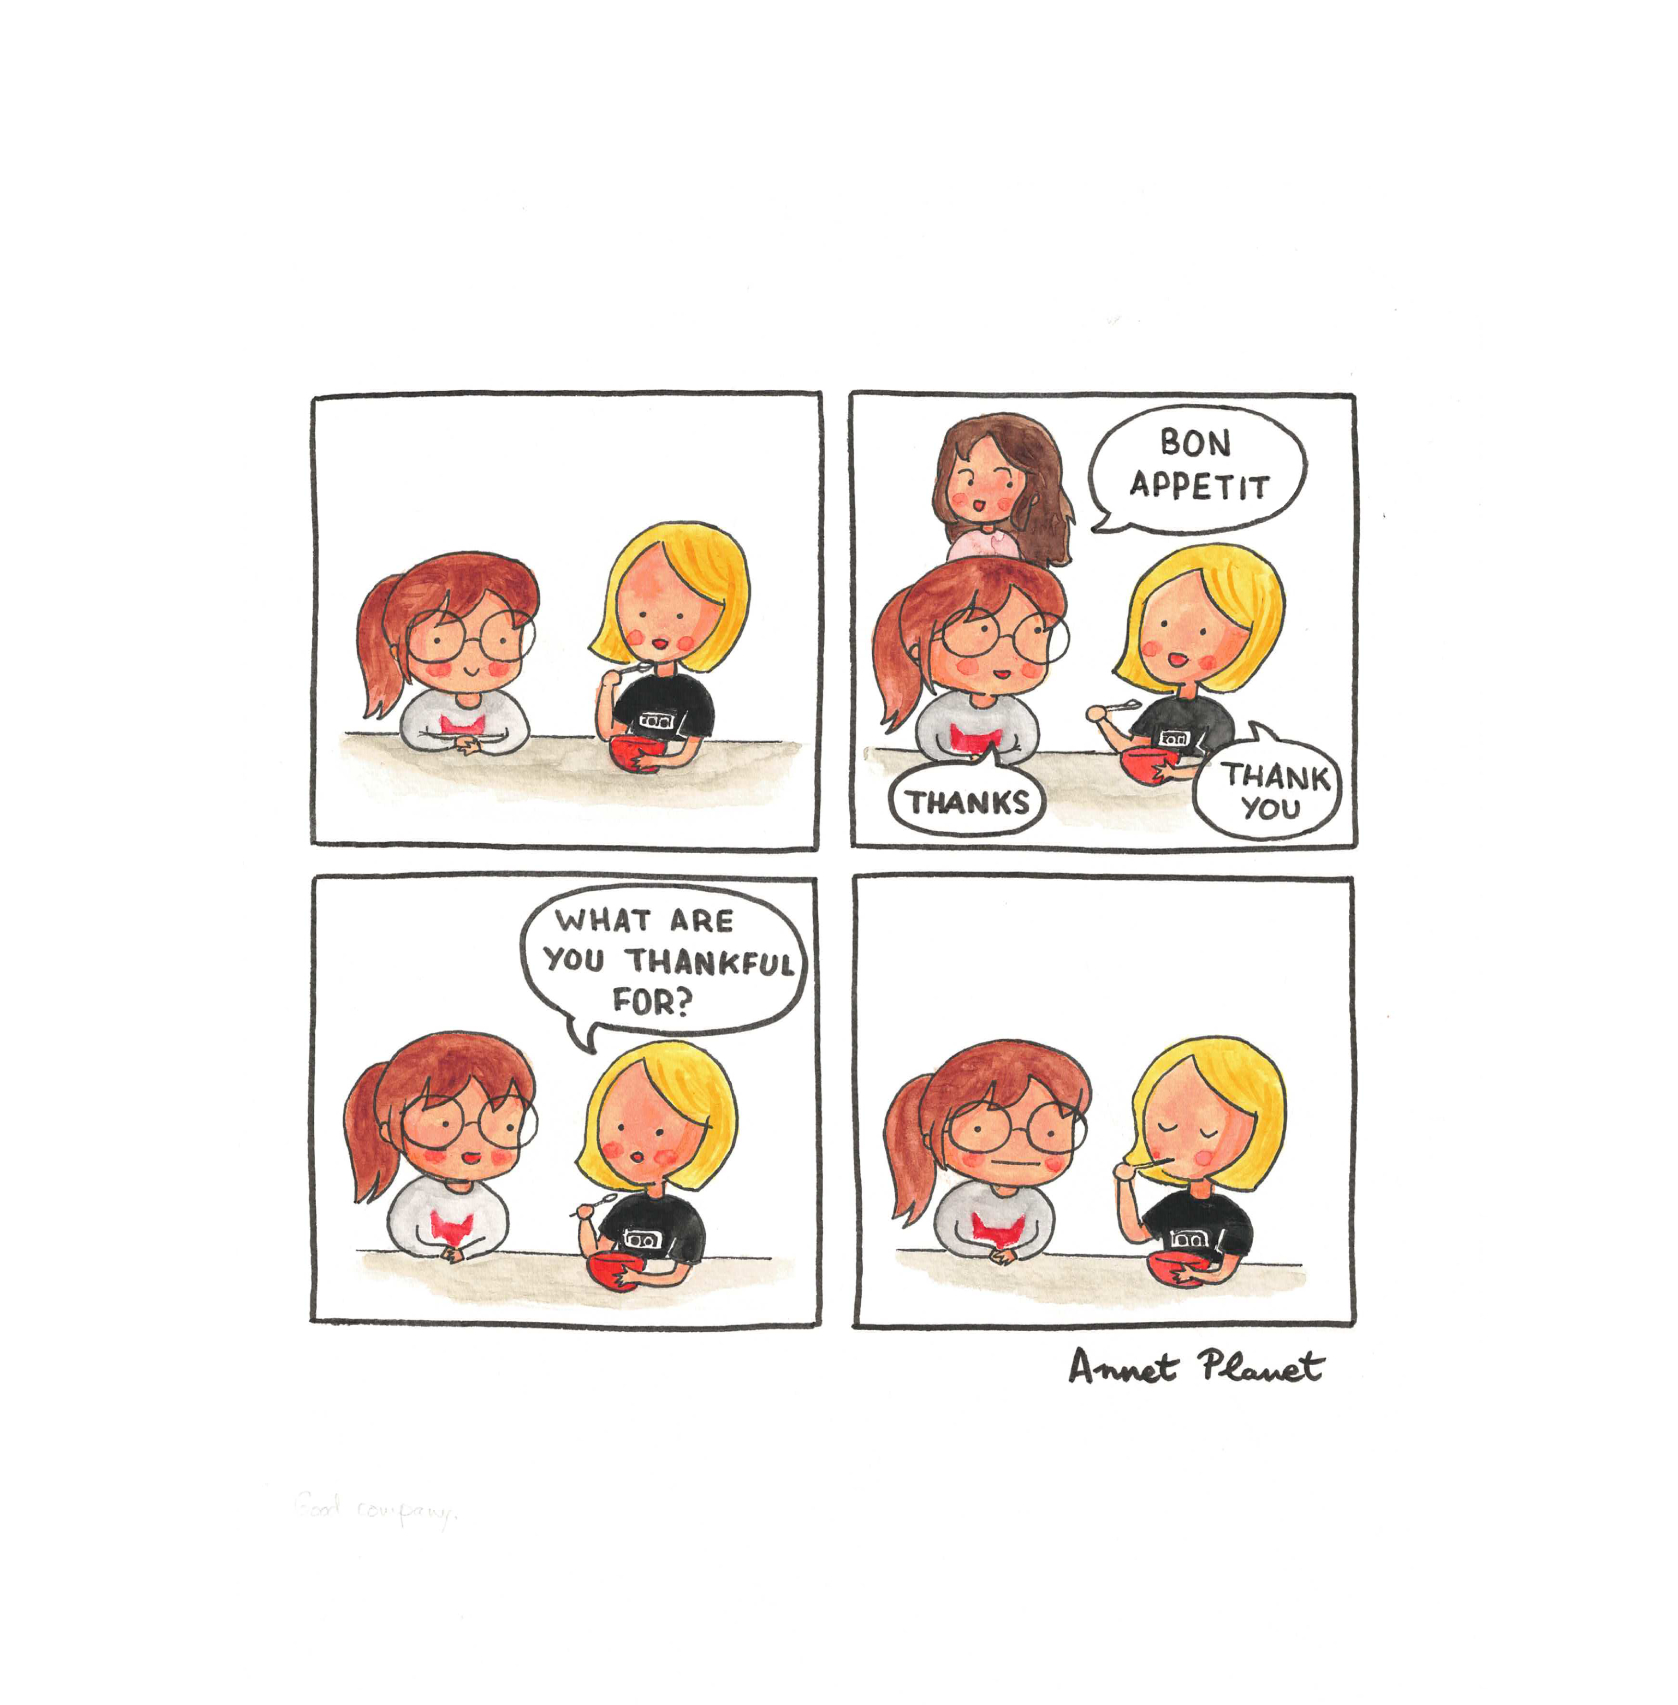 BON
APPETIT
THANKS
THANK
YOU
WHAT ARE
YOU THANKFUL
FOR?
Annet Planet
Good company.